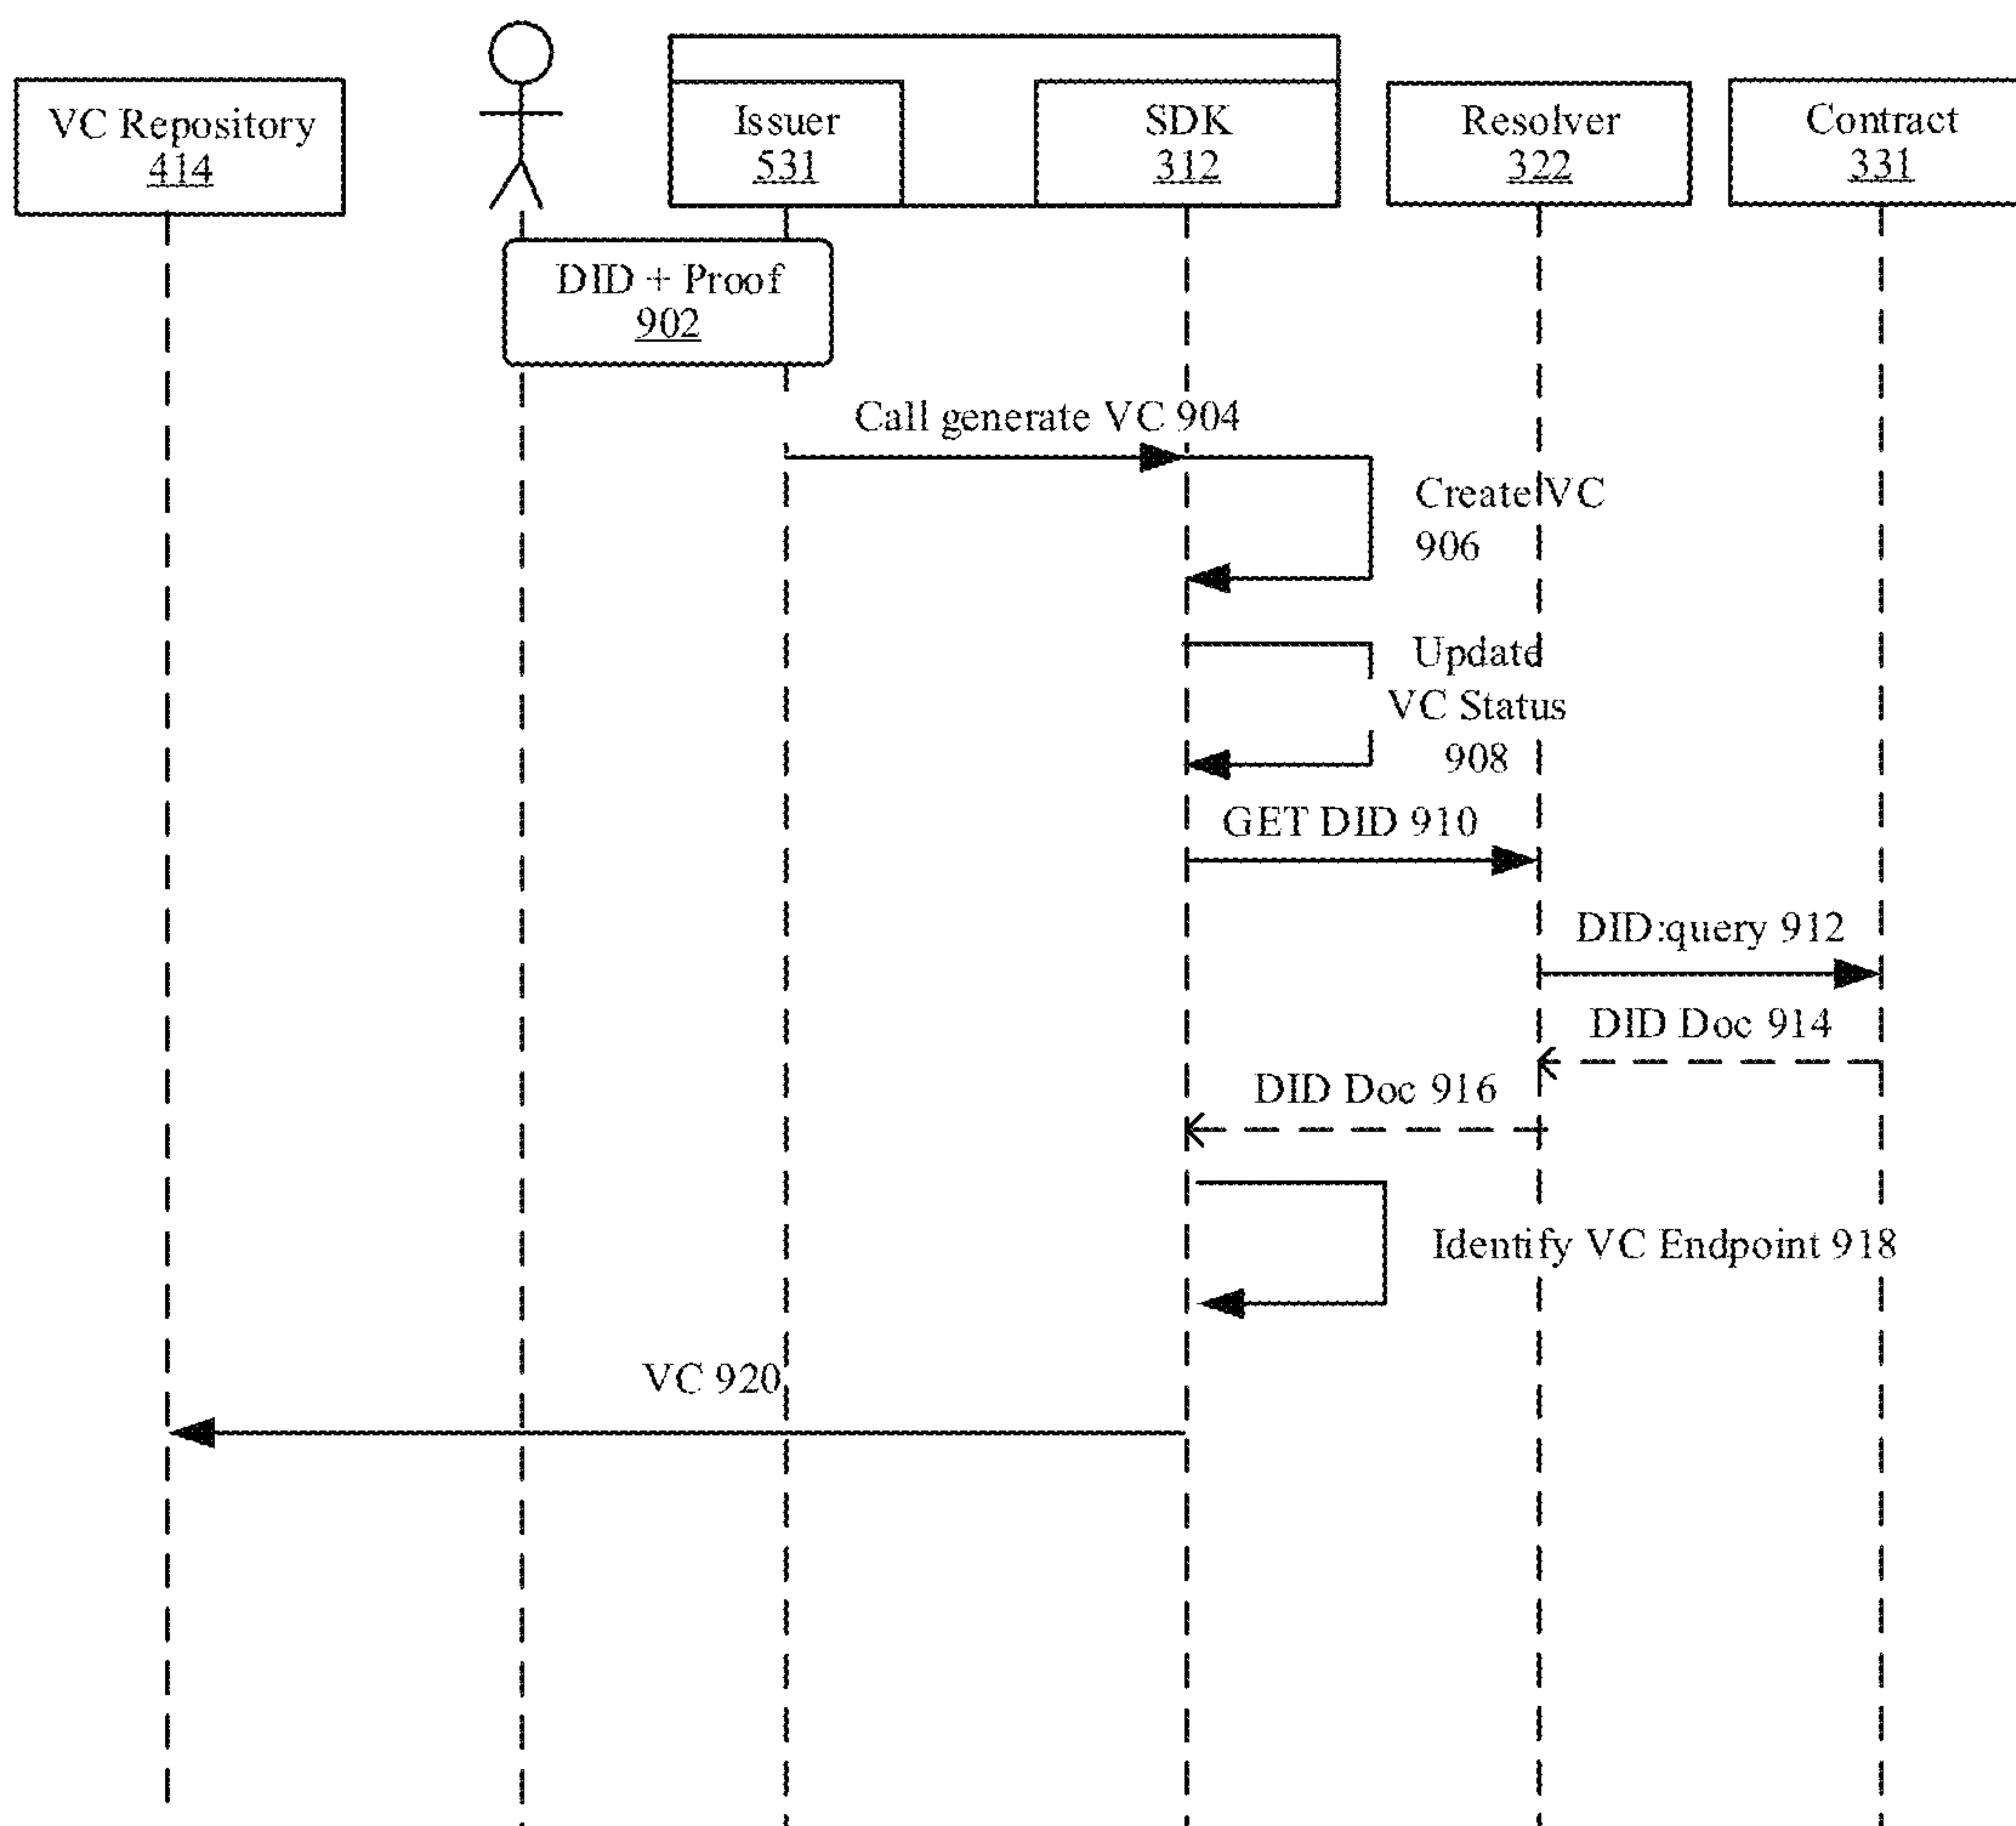 VC Repository
414
Issuer
531
SDK
312
Resolver
322
Contract
331
DID + Proof
902
Call generate VC 904
Create VC
906
Update
VC Status
908
GET DID 910
DID:query 912
DID Doc 914
DID Doc 916
Identify VC Endpoint 918
VC 920